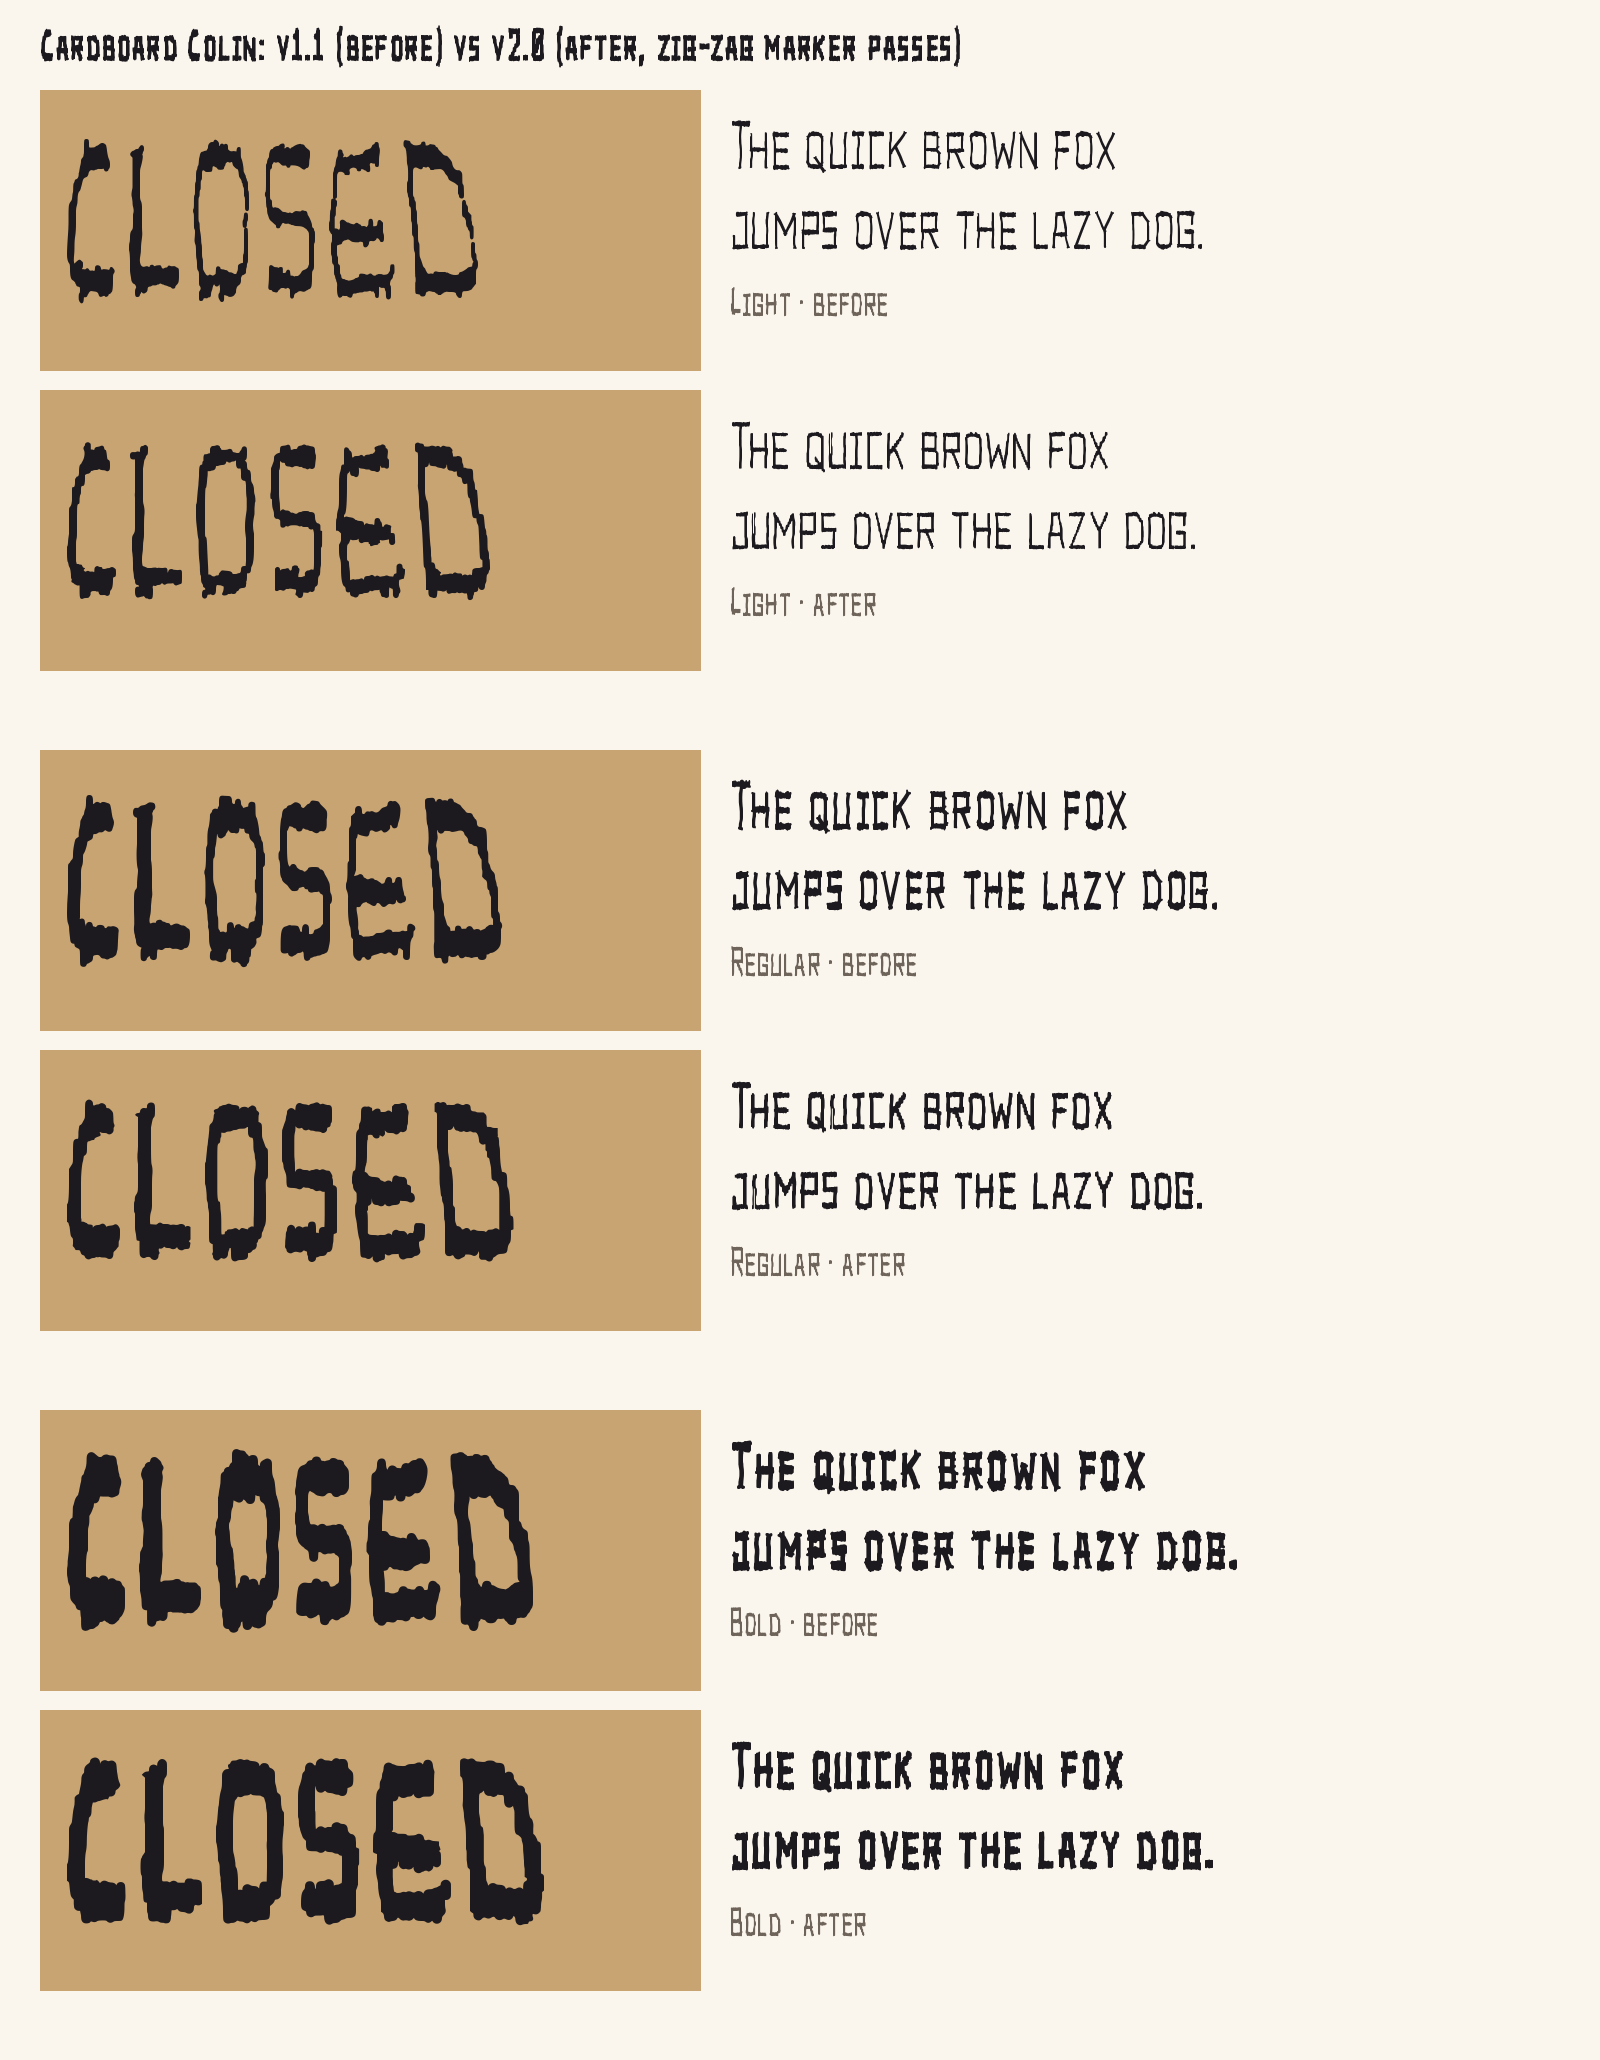 Cardboard Colin: v1.1 (before) vs v2.0 (after, zig-zag marker passes)
CLOSED
The quick brown fox
jumps over the lazy dog.
Light · before
CLOSED
The quick brown fox
jumps over the lazy dog.
Light · after
CLOSED
The quick brown fox
jumps over the lazy dog.
Regular · before
CLOSED
The quick brown fox
jumps over the lazy dog.
Regular · after
CLOSED
The quick brown fox
jumps over the lazy dog.
Bold · before
CLOSED
The quick brown fox
jumps over the lazy dog.
Bold · after